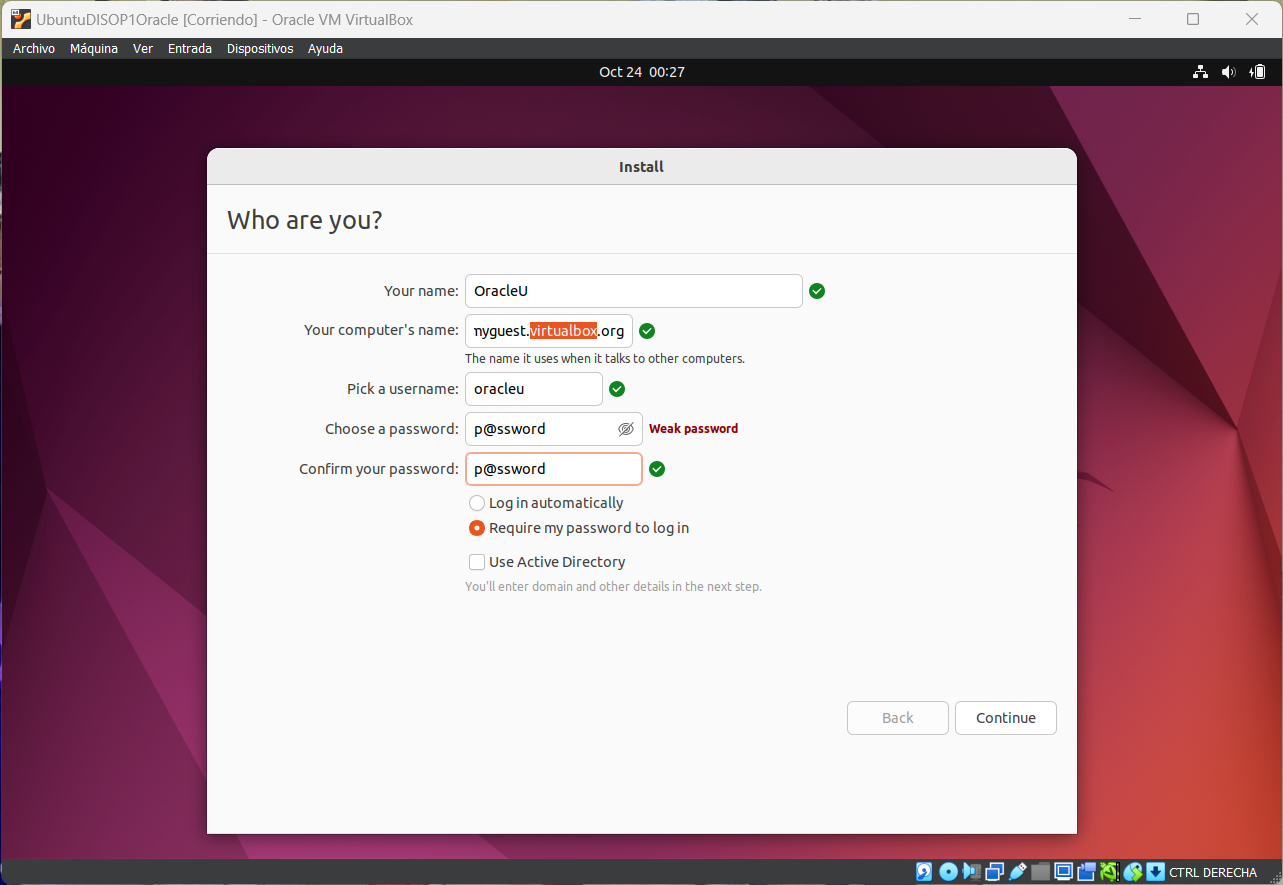 UbuntuDISOP1Oracle [Corriendo] - Oracle VM VirtualBox
Archivo Máquina Ver Entrada Dispositivos Ayuda
Oct 24 00:27
Install
Who are you?
Your name: OracleU
Your computer's name: myguest.virtualbox.org
The name it uses when it talks to other computers.
Pick a username: oracleu
Choose a password: p@ssword Weak password
Confirm your password: p@ssword
Log in automatically
Require my password to log in
Use Active Directory
You'll enter domain and other details in the next step.
Back Continue
CTRL DERECHA